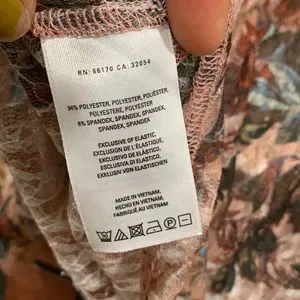 RN: 66170 CA: 32054
94% POLYESTER, POLYESTER, POLIÉSTER,
POLYESTERE, POLYESTER
6% SPANDEX, SPANDEX, SPANDEX,
SPANDEX, SPANDEX
EXCLUSIVE OF ELASTIC.
EXCLUSION DE L'ÉLASTIQUE.
EXCLUSIVO DE ELÁSTICO.
ESCLUSO ELASTICO.
EXKLUSIV VON ELASTISCHEN
MADE IN VIETNAM,
HECHO EN VIETNAM,
FABRIQUÉ AU VIETNAM